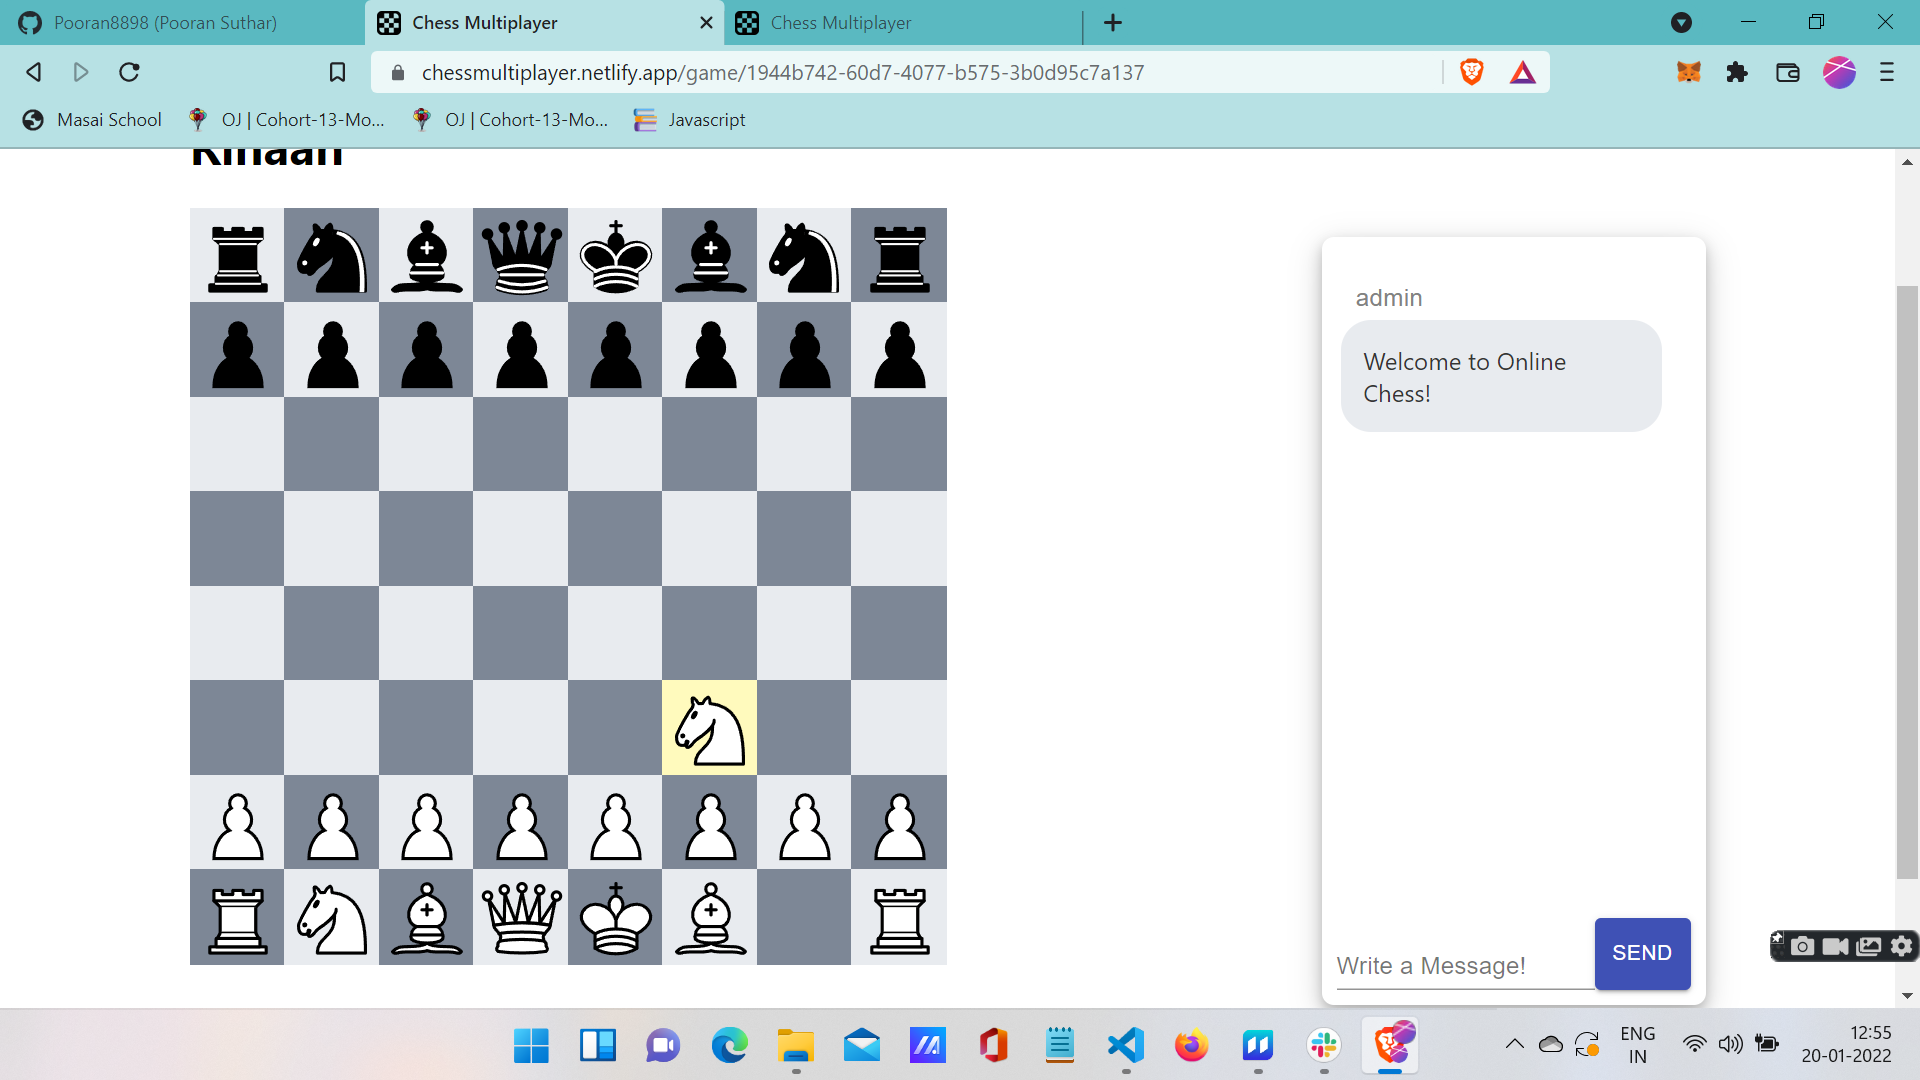 Pooran8898 (Pooran Suthar)
Chess Multiplayer
Chess Multiplayer
chessmultiplayer.netlify.app/game/1944b742-60d7-4077-b575-3b0d95c7a137
Masai School
OJ | Cohort-13-Mo...
OJ | Cohort-13-Mo...
Javascript
admin
Welcome to Online
Chess!
Write a Message!
SEND
ENG
IN
12:55
20-01-2022